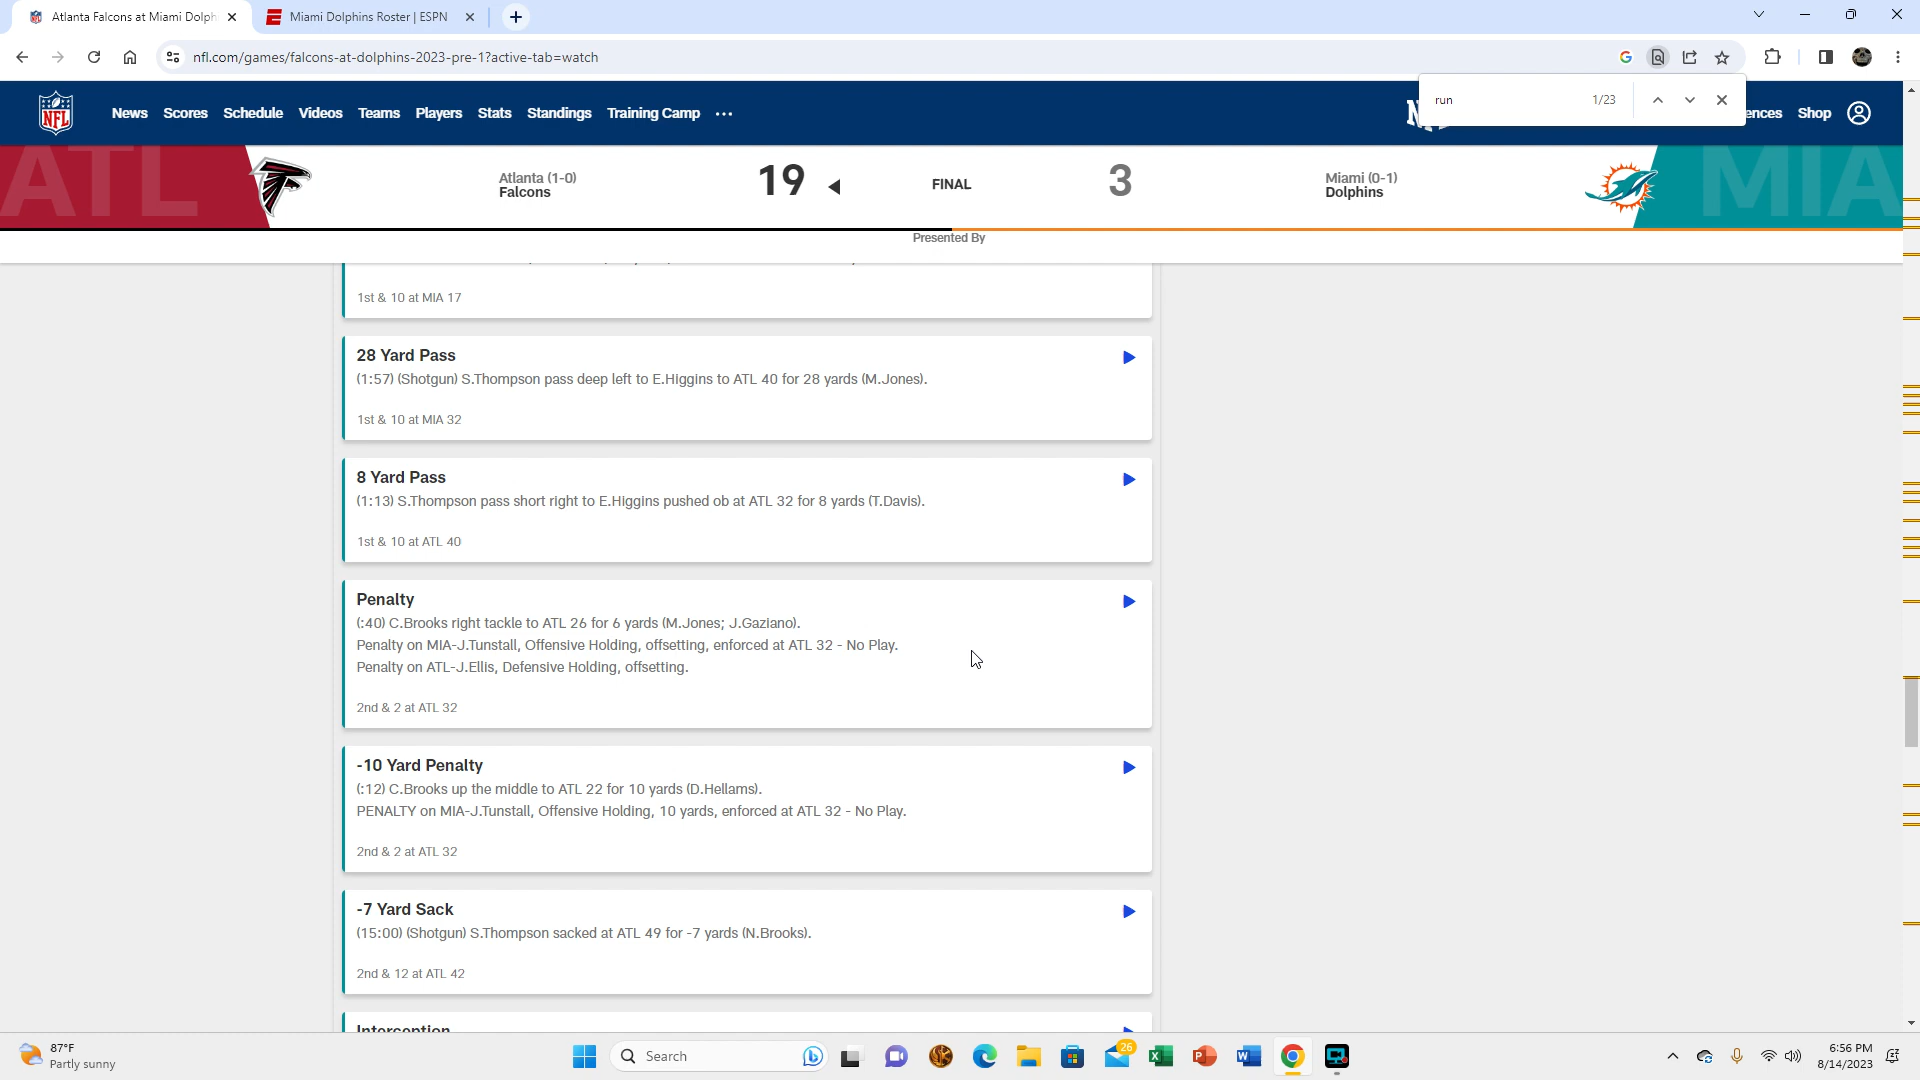 Atlanta Falcons at Miami Dolph
Miami Dolphins Roster | ESPN
nfl.com/games/falcons-at-dolphins-2023-pre-1?active-tab=watch
run
1/23
NFL
News
Scores
Schedule
Videos
Teams
Players
Stats
Standings
Training Camp
ences
Shop
ATL
Atlanta (1-0)
Falcons
19
FINAL
3
Miami (0-1)
Dolphins
MIA
Presented By
1st & 10 at MIA 17
28 Yard Pass
(1:57) (Shotgun) S.Thompson pass deep left to E.Higgins to ATL 40 for 28 yards (M.Jones).
1st & 10 at MIA 32
8 Yard Pass
(1:13) S.Thompson pass short right to E.Higgins pushed ob at ATL 32 for 8 yards (T.Davis).
1st & 10 at ATL 40
Penalty
(:40) C.Brooks right tackle to ATL 26 for 6 yards (M.Jones; J.Gaziano).
Penalty on MIA-J.Tunstall, Offensive Holding, offsetting, enforced at ATL 32 - No Play.
Penalty on ATL-J.Ellis, Defensive Holding, offsetting.
2nd & 2 at ATL 32
-10 Yard Penalty
(:12) C.Brooks up the middle to ATL 22 for 10 yards (D.Hellams).
PENALTY on MIA-J.Tunstall, Offensive Holding, 10 yards, enforced at ATL 32 - No Play.
2nd & 2 at ATL 32
-7 Yard Sack
(15:00) (Shotgun) S.Thompson sacked at ATL 49 for -7 yards (N.Brooks).
2nd & 12 at ATL 42
Interception
87°F
Partly sunny
Search
26
6:56 PM
8/14/2023